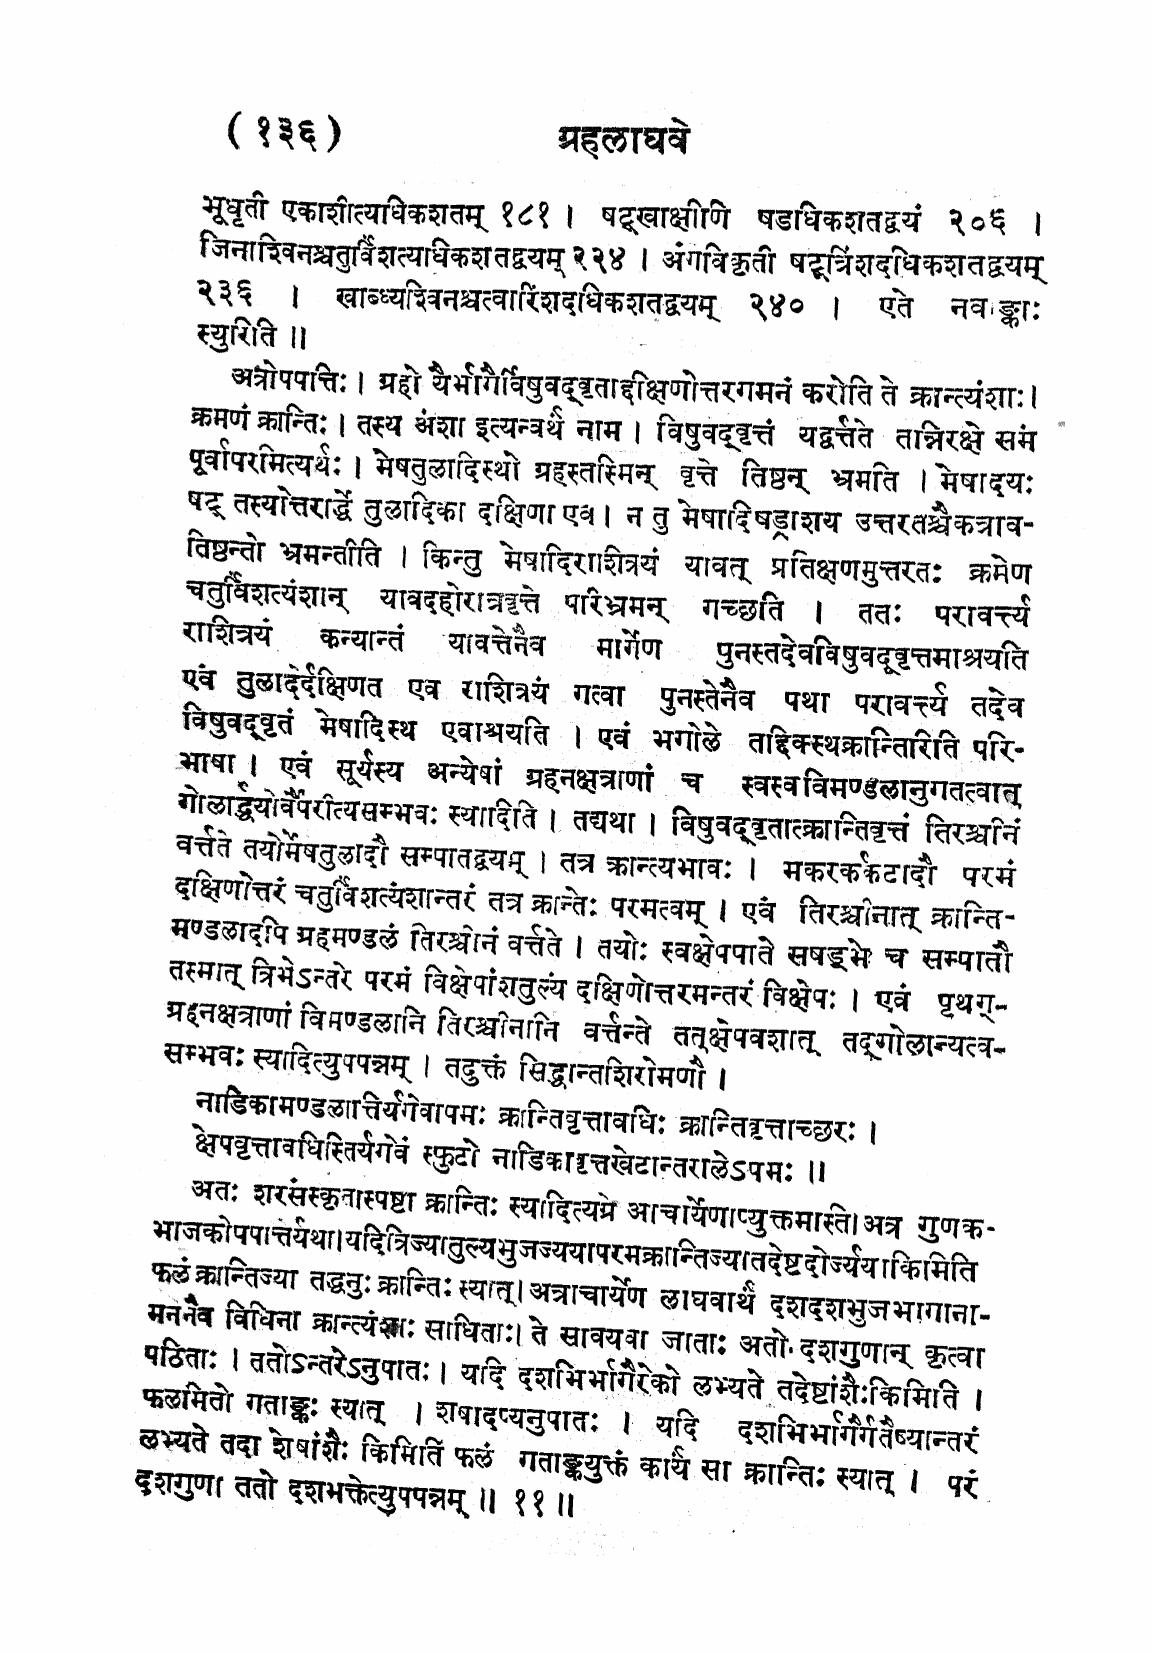 ( १३६ ) ग्रहलाघवे
भूधृती एकाशीत्यधिकशतम् १८१ । षट्खाक्षीणि षडधिकशतद्वयं २०६ ।
जिनाश्विनश्चतुर्विंशत्याधिकशतद्वयम् २२४ । अंगविकृती षट्त्रिंशदधिकशतद्वयम्
२३६ । खाब्ध्यश्विनश्चत्वारिंशदधिकशतद्वयम् २४० । एते नव ङ्काः
स्युरिति ॥
अत्रोपपत्तिः । ग्रहो यैर्भागैर्विषुवद्वृताद्दक्षिणोत्तरगमनं करोति ते क्रान्त्यंशाः।
क्रमणं क्रान्तिः । तस्य अंशा इत्यन्वर्थं नाम । विषुवद्वृत्तं यद्वर्त्तते तान्निरक्षे समं
पूर्वापरमित्यर्थः । मेषतुलादिस्थो ग्रहस्तस्मिन् वृत्ते तिष्ठन् भ्रमति । मेषादयः
षट् तस्योत्तरार्द्धे तुलादिका दक्षिणा एव । न तु मेषादिषड्राशय उत्तरतश्चैकत्राव-
तिष्ठन्तो भ्रमन्तीति । किन्तु मेषादिराशित्रयं यावत् प्रतिक्षणमुत्तरतः क्रमेण
चतुर्विंशत्यंशान् यावदहोरात्रवृत्ते परिभ्रमन् गच्छति । ततः परावर्त्त्य
राशित्रयं कन्यान्तं यावत्तेनैव मार्गेण पुनस्तदेवविषुवद्वृत्तमाश्रयति
एवं तुलादेर्दक्षिणत एव राशित्रयं गत्वा पुनस्तेनैव पथा परावर्त्त्य तदेव
विषुवद्वृतं मेषादिस्थ एवाश्रयति । एवं भगोले तद्दिक्स्थक्रान्तिरिति परि-
भाषा । एवं सूर्यस्य अन्येषां ग्रहनक्षत्राणां च स्वस्वविमण्डलानुगतत्वात्
गोलार्द्धयोर्वैपरीत्यसम्भवः स्यादिति । तद्यथा । विषुवद्वृतात्क्रान्तिवृत्तं तिरश्चीनं
वर्त्तते तयोर्मेषतुलादौ सम्पातद्वयम् । तत्र क्रान्त्यभावः । मकरकर्कटादौ परमं
दक्षिणोत्तरं चतुर्विंशत्यंशान्तरं तत्र क्रान्तेः परमत्वम् । एवं तिरश्चीनात् क्रान्ति-
मण्डलादपि ग्रहमण्डलं तिरश्चीनं वर्त्तते । तयोः स्वक्षेपपाते सषड्भे च सम्पातौ
तस्मात् त्रिभेऽन्तरे परमं विक्षेपांशतुल्यं दक्षिणोत्तरमन्तरं विक्षेपः । एवं पृथग्-
ग्रहनक्षत्राणां विमण्डलानि तिरश्चीनानि वर्त्तन्ते तत्क्षेपवशात् तद्गोलान्यत्व-
सम्भवः स्यादित्युपपन्नम् । तदुक्तं सिद्धान्तशिरोमणौ ।
नाडिकामण्डलात्तिर्यगेवापमः क्रान्तिवृत्तावधिः क्रान्तिवृत्ताच्छरः ।
क्षेपवृत्तावधिस्तिर्यगेवं स्फुटो नाडिकावृत्तखेटान्तरालेऽपमः ॥
अतः शरसंस्कृतास्पष्टा क्रान्तिः स्यादित्यग्रे आचार्येणाप्युक्तमास्ति। अत्र गुणक-
भाजकोपपत्तिर्यथा। यदित्रिज्यातुल्यभुजज्ययापरमक्रान्तिज्या। तदेष्टदोर्ज्यया किमिति
फलं क्रान्तिज्या तद्धनुः क्रान्तिः स्यात्। अत्राचार्येण लाघवार्थं दशदशभुजभागाना-
मनेनैव विधिना क्रान्त्यंशाः साधिताः। ते सावयवा जाताः अतो दशगुणान् कृत्वा
पठिताः । ततोऽन्तरेऽनुपातः । यदि दशभिर्भागैरेको लभ्यते तदेष्टांशैःकिमिति ।
फलमितो गताङ्कः स्यात् । शषादप्यनुपातः । यदि दशभिर्भागैर्गतैष्यान्तरं
लभ्यते तदा शेषांशैः किमिति फलं गताङ्कयुक्तं कार्यं सा क्रान्तिः स्यात् । परं
दशगुणा ततो दशभक्तेत्युपपन्नम् ॥ ११ ॥